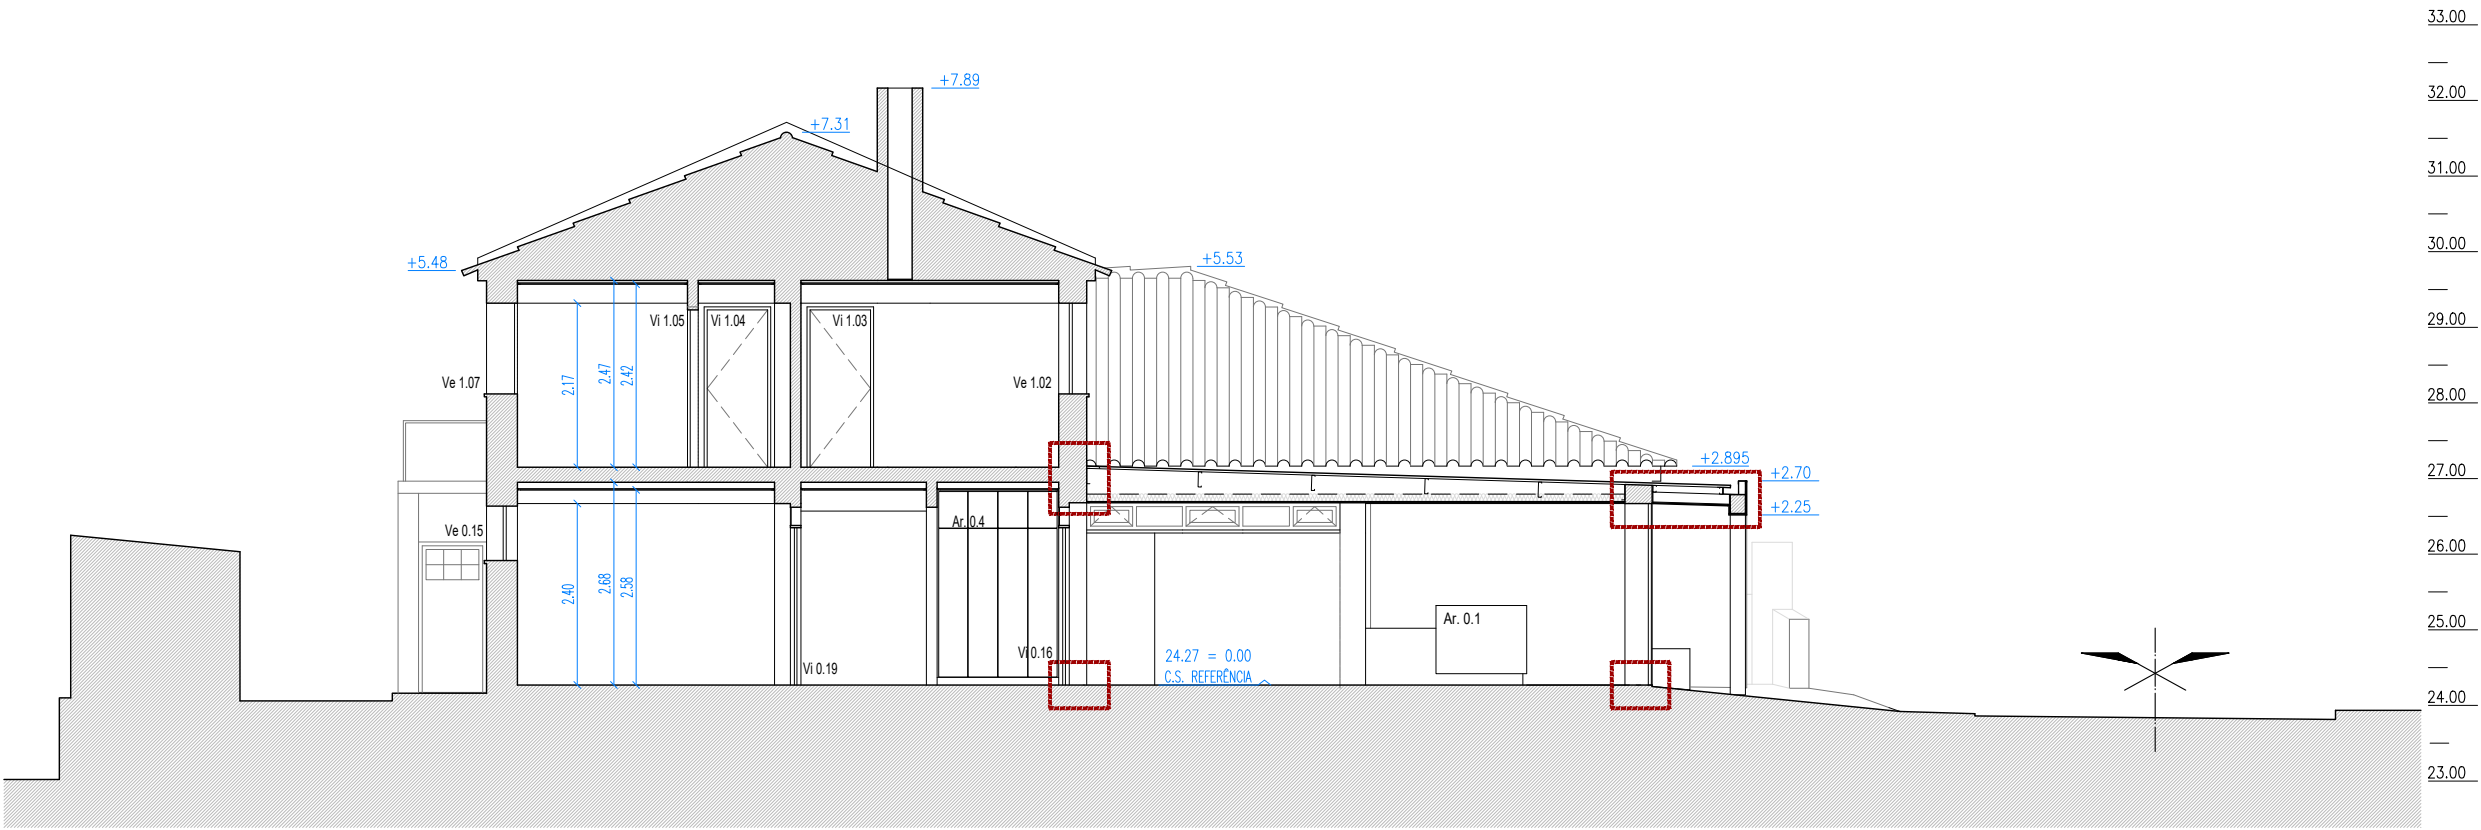 33.00
+7.89
32.00
+7.31
31.00
30.00
+5.48
+5.53
29.00
Vi 1.05
Vi 1.04
Vi 1.03
2.17
2.47
2.42
Ve 1.07
Ve 1.02
28.00
+2.895
+2.70
27.00
+2.25
Ar. 0.4
Ve 0.15
26.00
2.40
2.68
2.58
Ar. 0.1
25.00
Vi 0.19
Vi 0.16
24.27 = 0.00
C.S. REFERÊNCIA
24.00
23.00